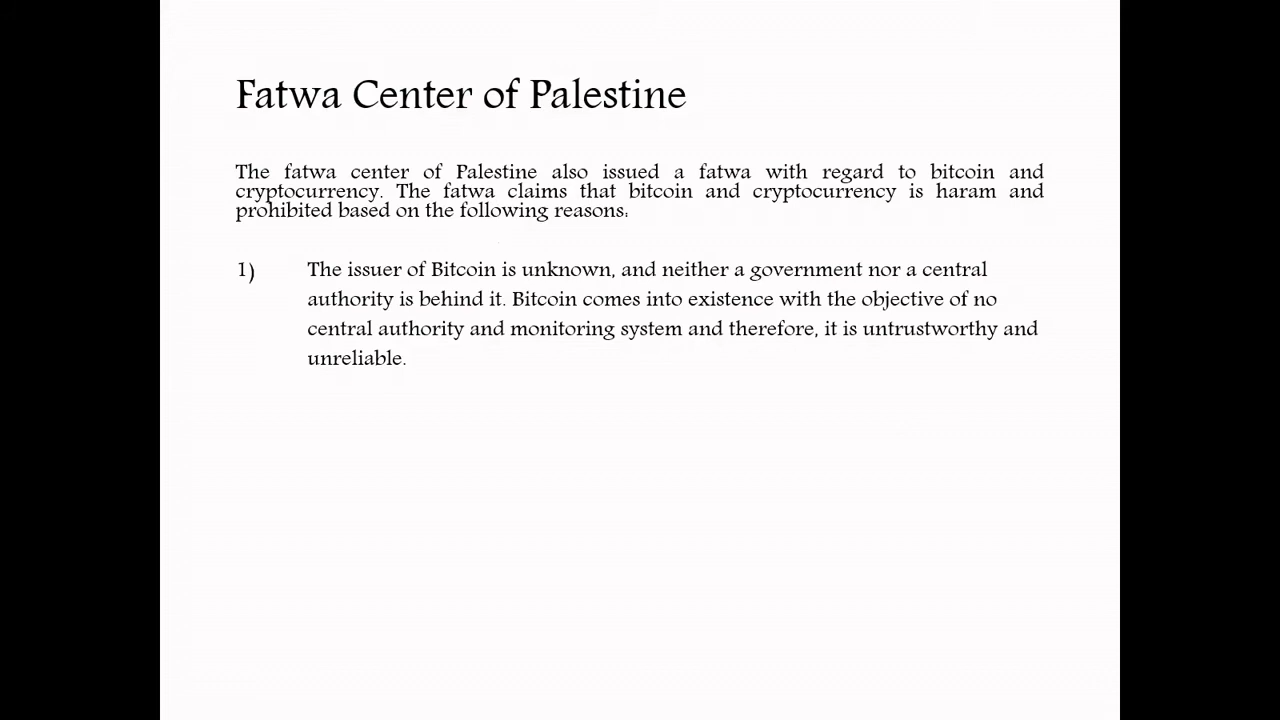 Fatwa Center of Palestine
The fatwa center of Palestine also issued a fatwa with regard to bitcoin and
cryptocurrency. The fatwa claims that bitcoin and cryptocurrency is haram and
prohibited based on the following reasons:
1) The issuer of Bitcoin is unknown, and neither a government nor a central
authority is behind it. Bitcoin comes into existence with the objective of no
central authority and monitoring system and therefore, it is untrustworthy and
unreliable.